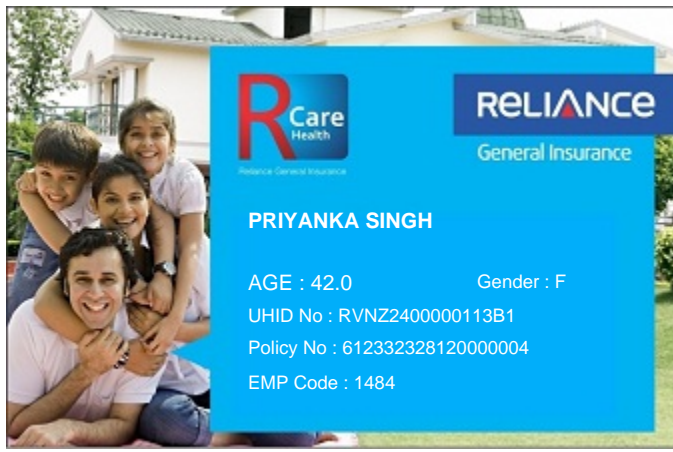 R Care
Health
Reliance General Insurance
RELIANCE
General Insurance
PRIYANKA SINGH
AGE : 42.0 Gender : F
UHID No : RVNZ2400000113B1
Policy No : 612332328120000004
EMP Code : 1484